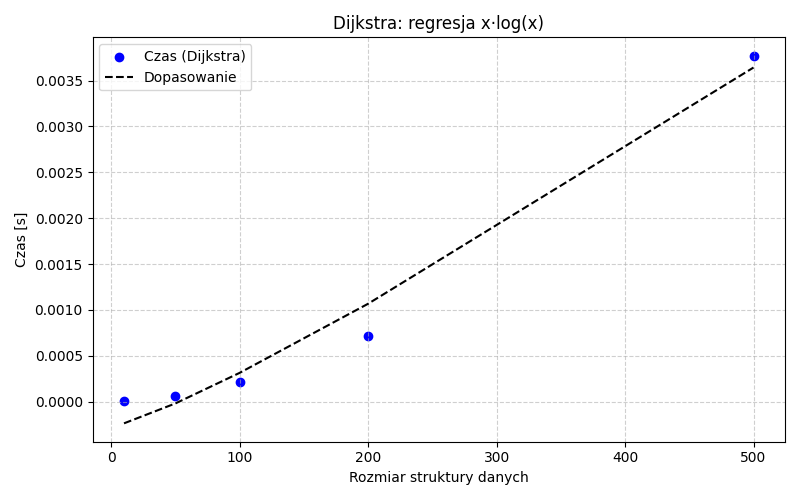 Dijkstra: regresja x·log(x)
Czas (Dijkstra)
Dopasowanie
0.0035
0.0030
0.0025
0.0020
0.0015
0.0010
0.0005
0.0000
Czas [s]
0 100 200 300 400 500
Rozmiar struktury danych